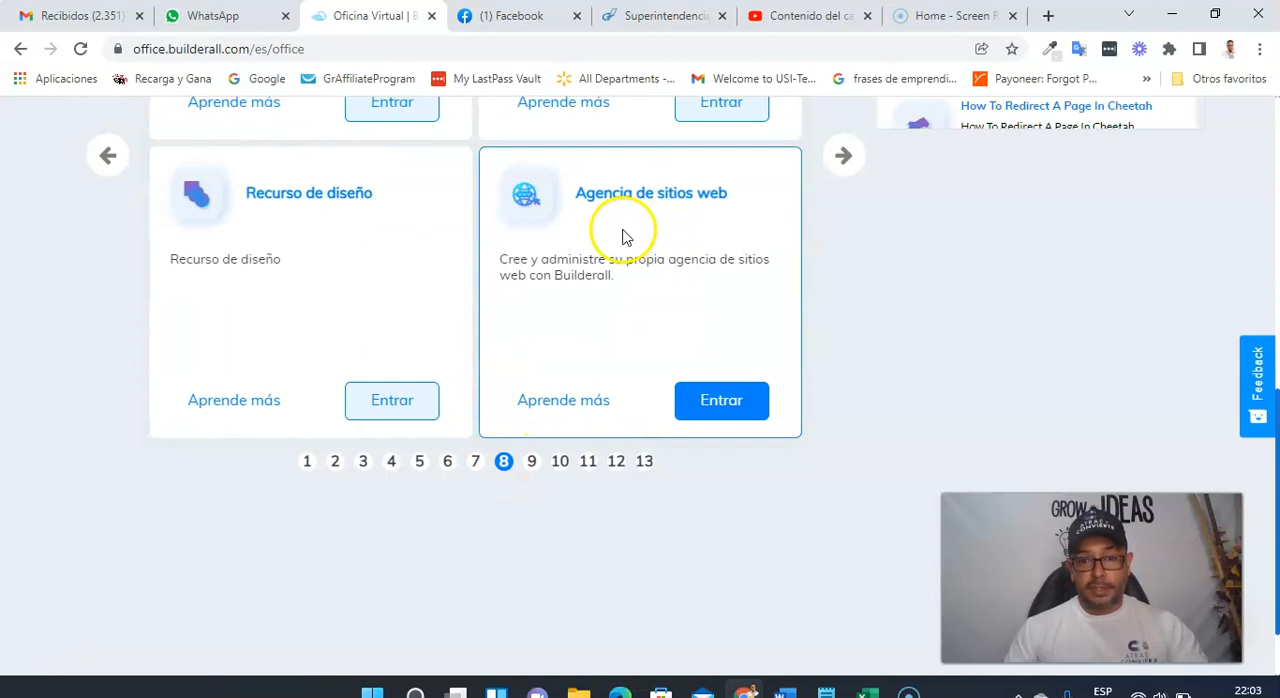 Recibidos (2.351)
WhatsApp
Oficina Virtual | B
(1) Facebook
Superintendencia
Contenido del ca
Home - Screen R
office.builderall.com/es/office
Aplicaciones
Recarga y Gana
Google
GrAffiliateProgram
My LastPass Vault
All Departments -...
Welcome to USI-Te...
frases de emprendi...
Payoneer: Forgot P...
»
Otros favoritos
Aprende más
Entrar
Aprende más
Entrar
How To Redirect A Page In Cheetah
How To Redirect A Page In Cheetah
Recurso de diseño
Recurso de diseño
Aprende más
Entrar
Agencia de sitios web
Cree y administre su propia agencia de sitios
web con Builderall.
Aprende más
Entrar
1 2 3 4 5 6 7 8 9 10 11 12 13
Feedback
GROW IDEAS
ATRAE
CONVIERTE
ATRAE
CONVIERTE
ESP
22:03